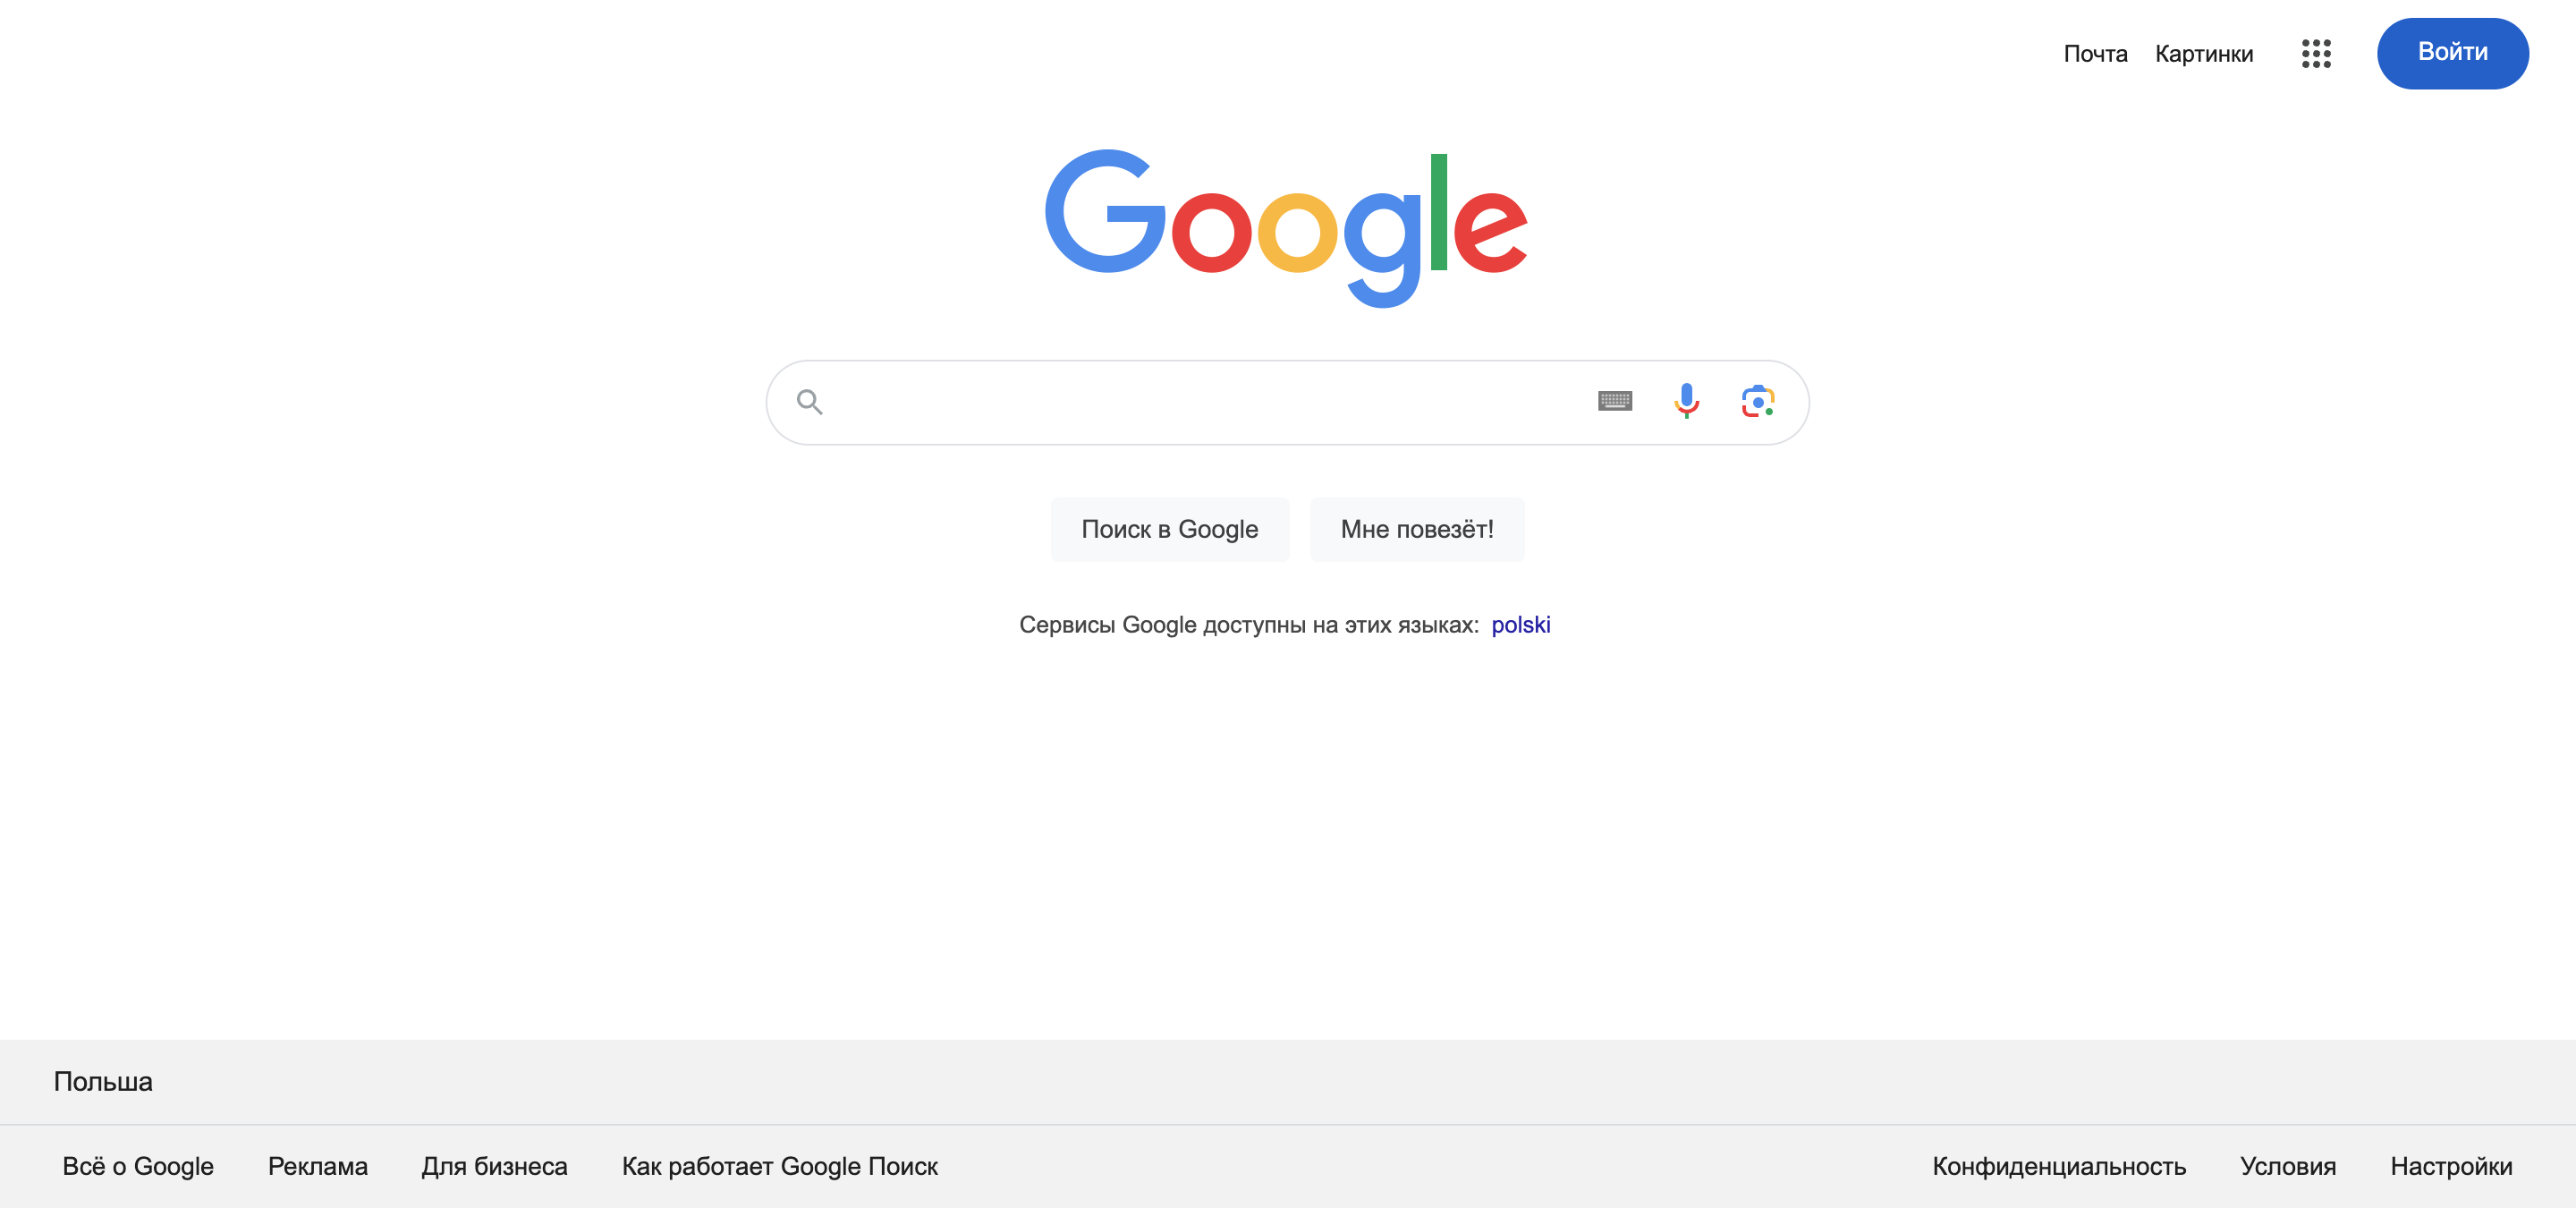 Почта Картинки Войти
Google
Поиск в Google Мне повезёт!
Сервисы Google доступны на этих языках: polski
Польша
Всё о Google Реклама Для бизнеса Как работает Google Поиск Конфиденциальность Условия Настройки